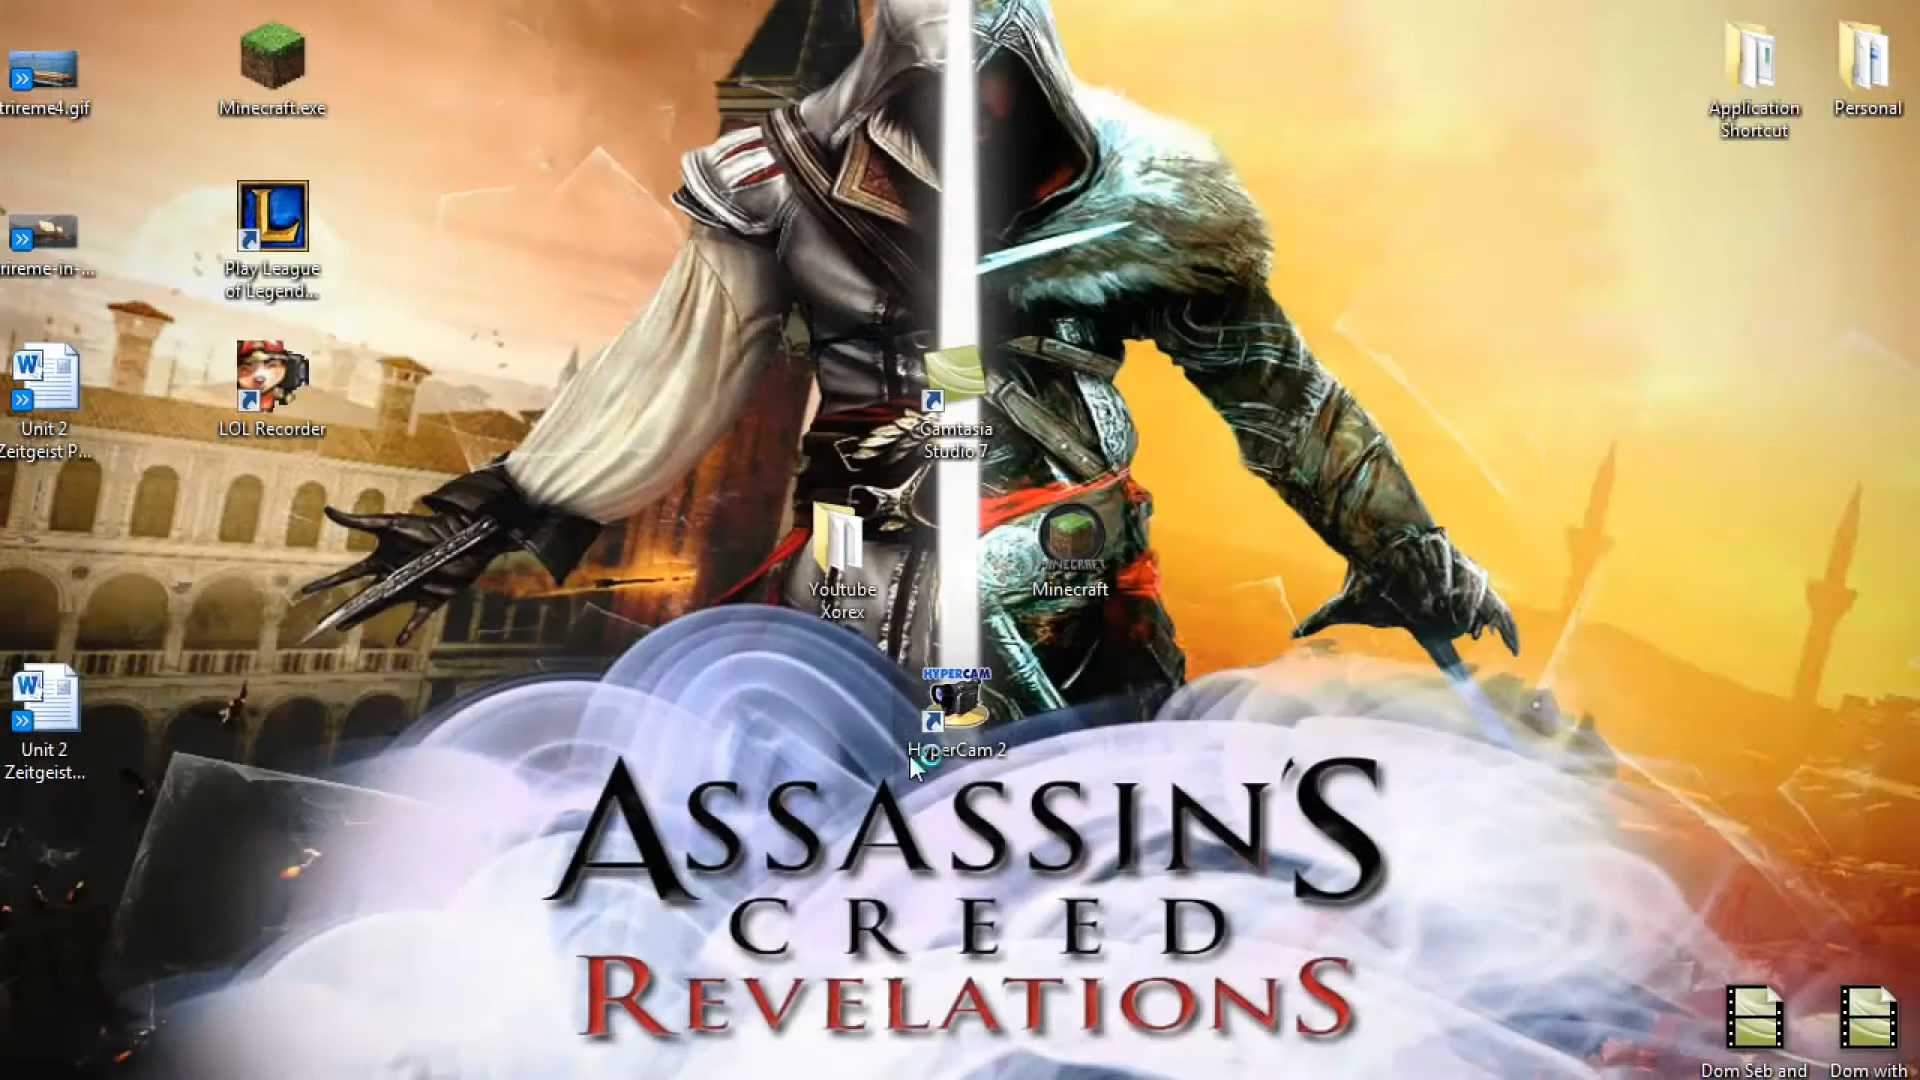 trireme4.gif
Minecraft.exe
Application
Shortcut
Personal
L
rireme-in-...
Play League
of Legend...
W
Unit 2
Zeitgeist P...
LOL Recorder
Camtasia
Studio 7
Youtube
Xorex
MINECRAFT
Minecraft
W
Unit 2
Zeitgeist...
HYPERCAM
HyperCam 2
ASSASSIN'S
CREED
REVELATIONS
Dom Seb and
Dom with